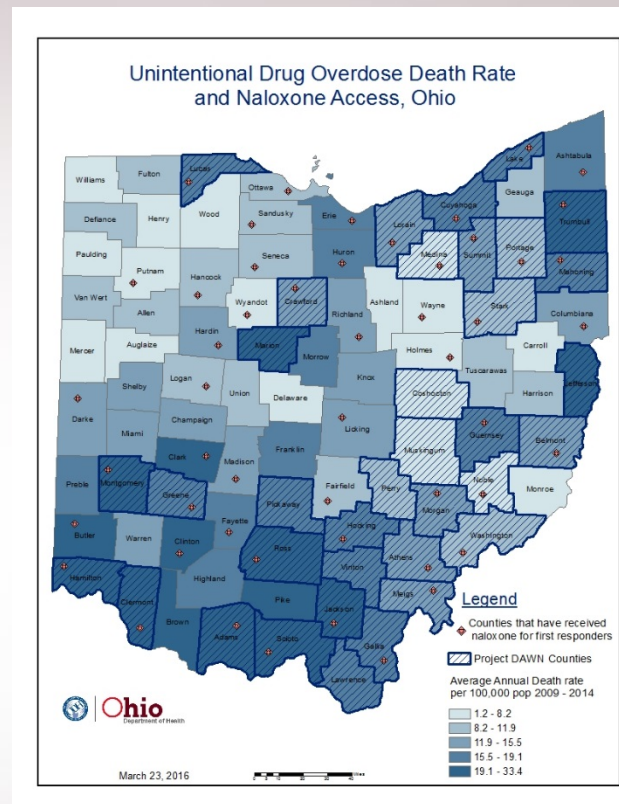 Unintentional Drug Overdose Death Rate
and Naloxone Access, Ohio
Williams
Fulton
Lucas
Ottawa
Lake
Ashtabula
Geauga
Defiance
Henry
Wood
Sandusky
Erie
Lorain
Cuyahoga
Trumbull
Paulding
Putnam
Hancock
Seneca
Huron
Medina
Summit
Portage
Mahoning
Van Wert
Allen
Wyandot
Crawford
Richland
Ashland
Wayne
Stark
Columbiana
Mercer
Auglaize
Hardin
Marion
Morrow
Holmes
Carroll
Tuscarawas
Jefferson
Harrison
Shelby
Logan
Union
Delaware
Knox
Coshocton
Darke
Miami
Champaign
Licking
Guernsey
Belmont
Clark
Madison
Franklin
Muskingum
Noble
Monroe
Preble
Montgomery
Greene
Pickaway
Fairfield
Perry
Morgan
Washington
Butler
Warren
Clinton
Fayette
Ross
Hocking
Vinton
Athens
Meigs
Hamilton
Clermont
Brown
Highland
Adams
Pike
Scioto
Jackson
Gallia
Lawrence
Legend
Counties that have received
naloxone for first responders
Project DAWN Counties
Average Annual Death rate
per 100,000 pop 2009 - 2014
1.2 - 8.2
8.2 - 11.9
11.9 - 15.5
15.5 - 19.1
19.1 - 33.4
Ohio
Department of Health
March 23, 2016